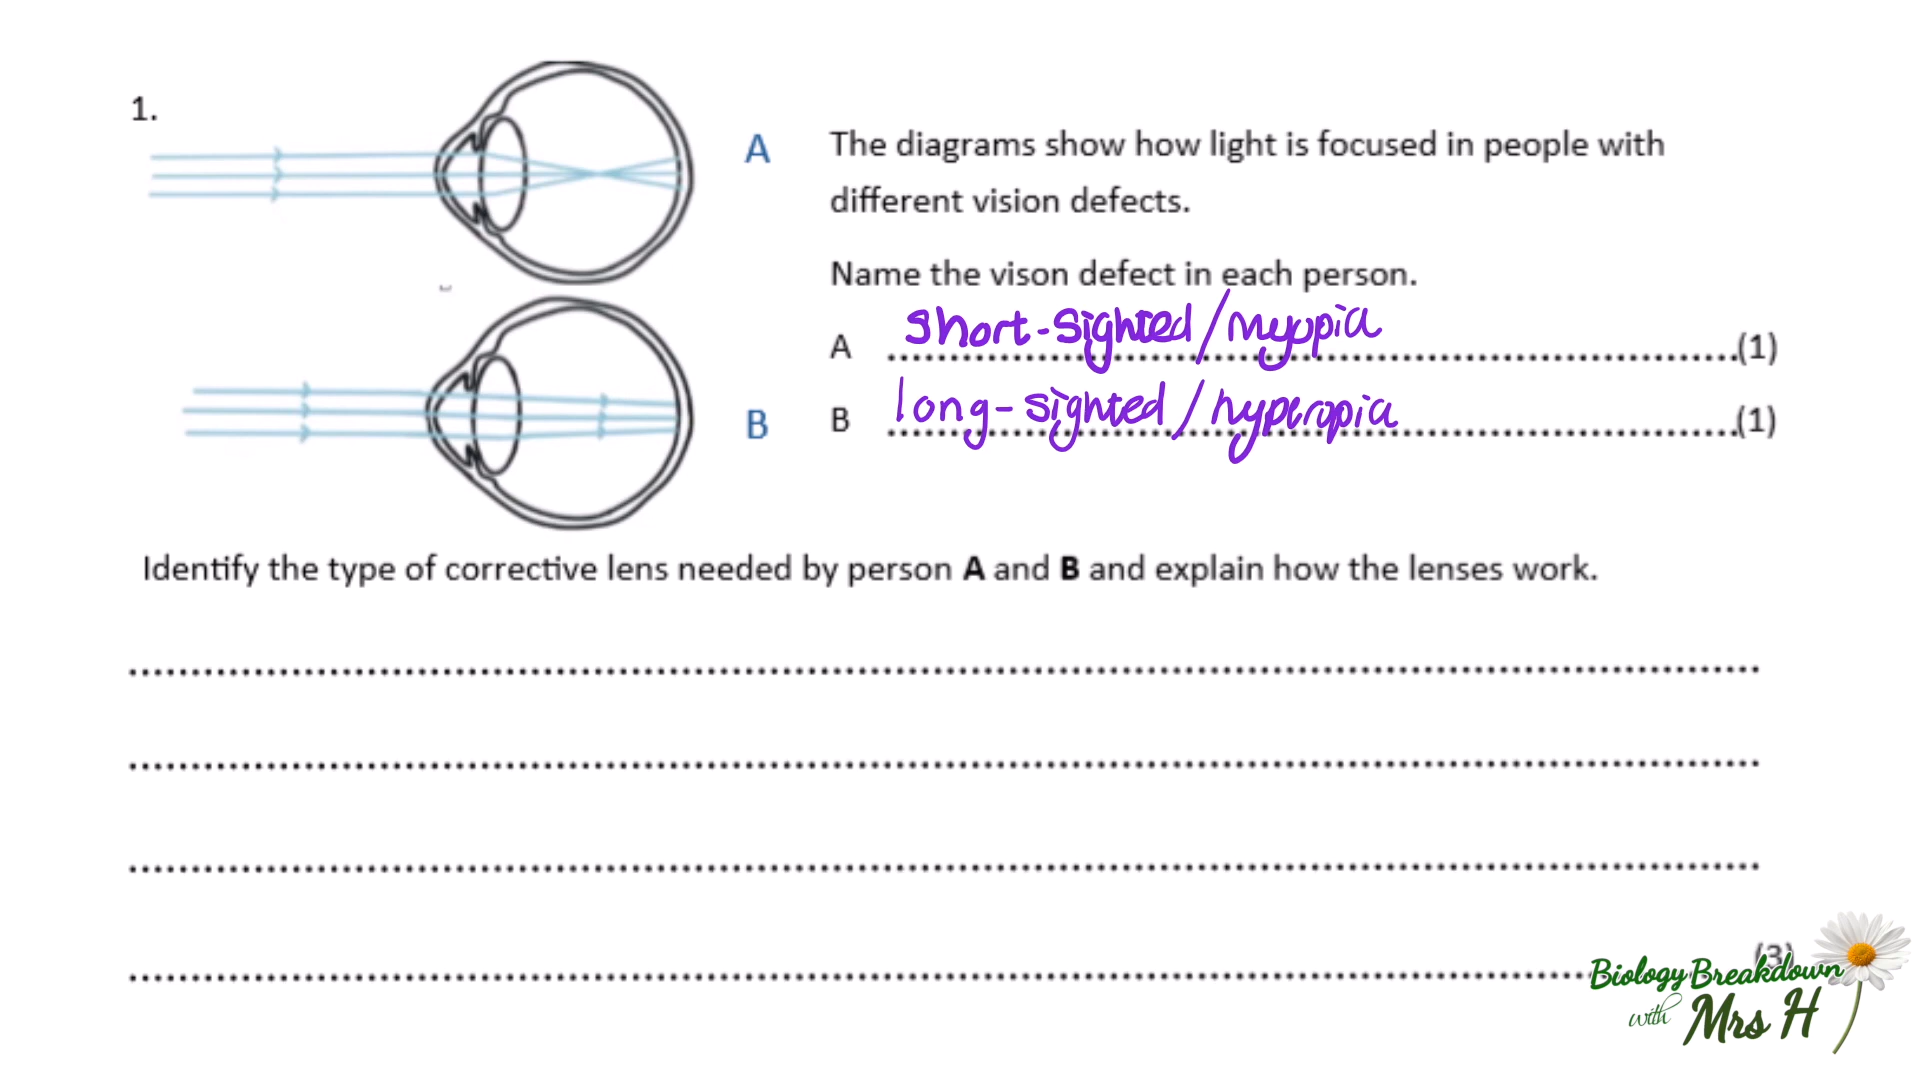 1.
A
The diagrams show how light is focused in people with
different vision defects.
Name the vison defect in each person.
A short-sighted/myopia ........(1)
B
B long-sighted/hyperopia ........(1)
Identify the type of corrective lens needed by person A and B and explain how the lenses work.
(3)
Biology Breakdown
with Mrs H